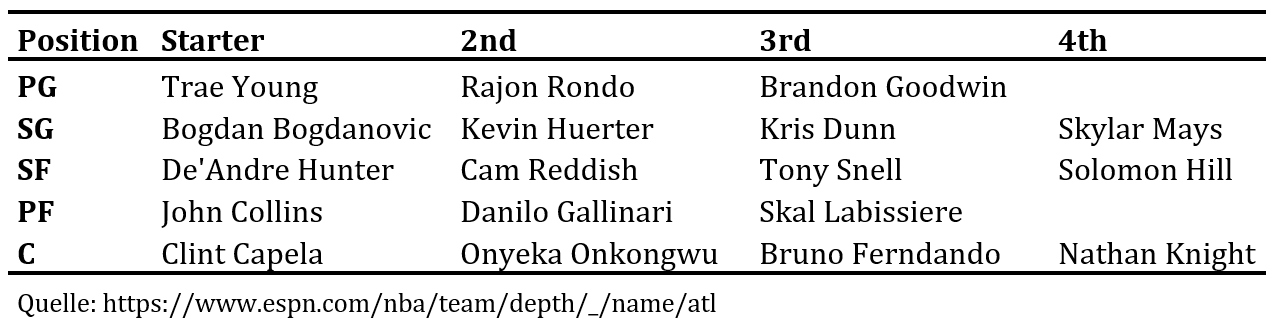 Position Starter 2nd 3rd 4th
PG Trae Young Rajon Rondo Brandon Goodwin
SG Bogdan Bogdanovic Kevin Huerter Kris Dunn Skylar Mays
SF De'Andre Hunter Cam Reddish Tony Snell Solomon Hill
PF John Collins Danilo Gallinari Skal Labissiere
C Clint Capela Onyeka Onkongwu Bruno Ferndando Nathan Knight
Quelle: https://www.espn.com/nba/team/depth/_/name/atl